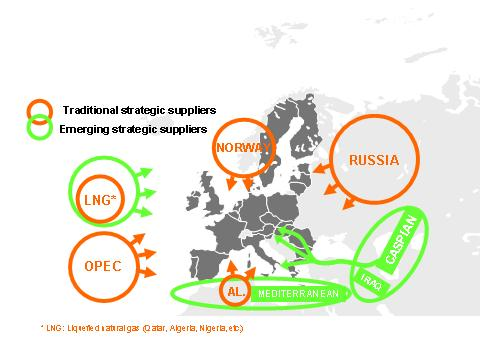 Traditional strategic suppliers
Emerging strategic suppliers
NORWAY
RUSSIA
LNG*
OPEC
CASPIAN
IRAQ
AL.
MEDITERRANEAN
* LNG: Liquefied natural gas (Qatar, Algeria, Nigeria, etc.)